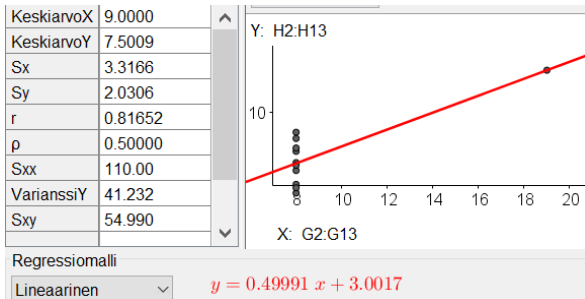 KeskiarvoX 9.0000
KeskiarvoY 7.5009
Sx 3.3166
Sy 2.0306
r 0.81652
ρ 0.50000
Sxx 110.00
VarianssiY 41.232
Sxy 54.990
Y: H2:H13
10
8 10 12 14 16 18 20
X: G2:G13
Regressiomalli
Lineaarinen
y = 0.49991 x + 3.0017